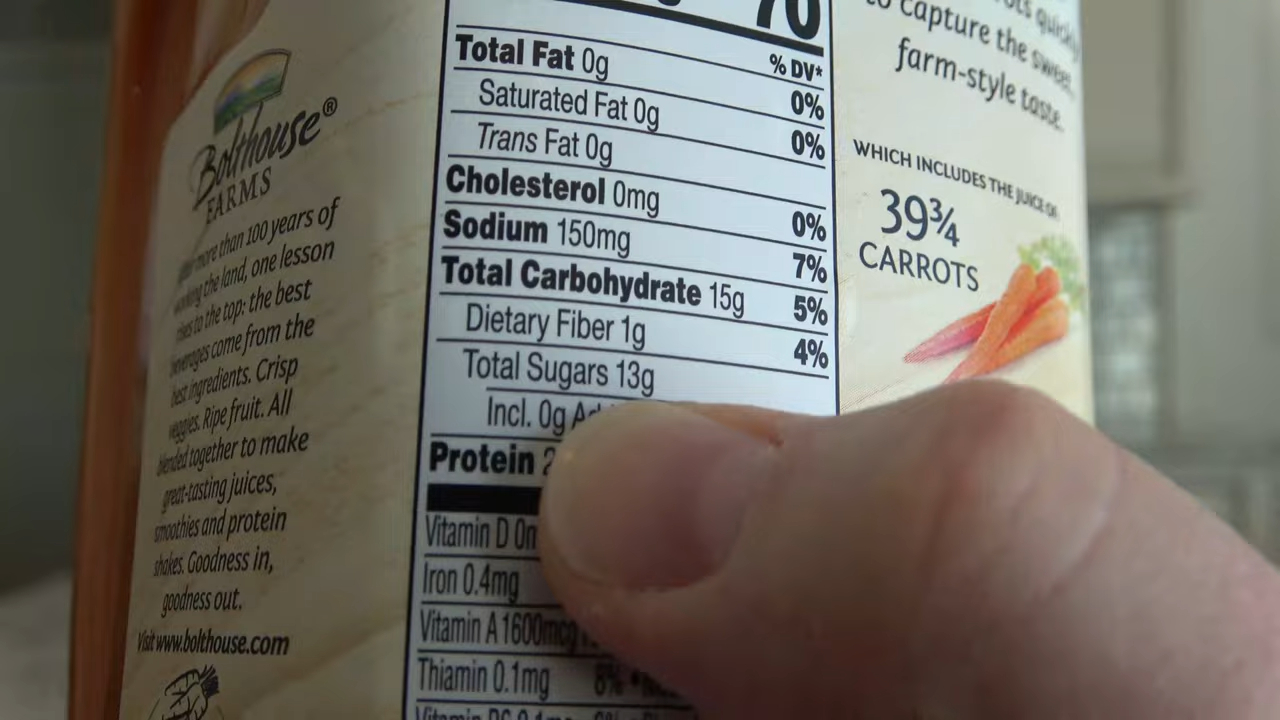 Bolthouse®
FARMS
more than 100 years of
working the land, one lesson
rises to the top: the best
beverages come from the
best ingredients. Crisp
veggies. Ripe fruit. All
blended together to make
great-tasting juices,
smoothies and protein
shakes. Goodness in,
goodness out.
Visit www.bolthouse.com
70
% DV*
Total Fat 0g 0%
Saturated Fat 0g 0%
Trans Fat 0g
Cholesterol 0mg 0%
Sodium 150mg 7%
Total Carbohydrate 15g 5%
Dietary Fiber 1g 4%
Total Sugars 13g
Incl. 0g
Protein
Vitamin D
Iron 0.4mg
Vitamin A 1600mcg
Thiamin 0.1mg 8%
quickly
to capture the sweet,
farm-style taste.
WHICH INCLUDES THE JUICE OF
39¾
CARROTS